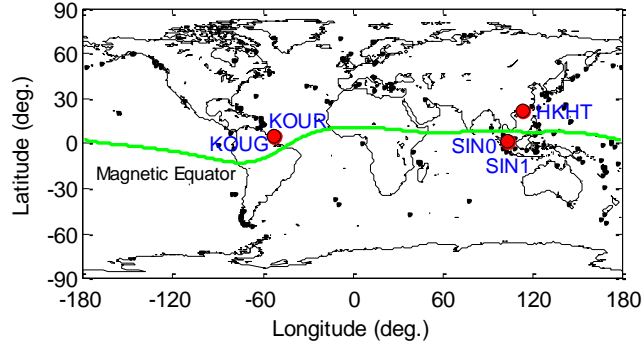 90
60
30
0
-30
-60
-90
Latitude (deg.)
KOUR
KOUG
HKHT
SIN0
SIN1
Magnetic Equator
-180
-120
-60
0
60
120
180
Longitude (deg.)